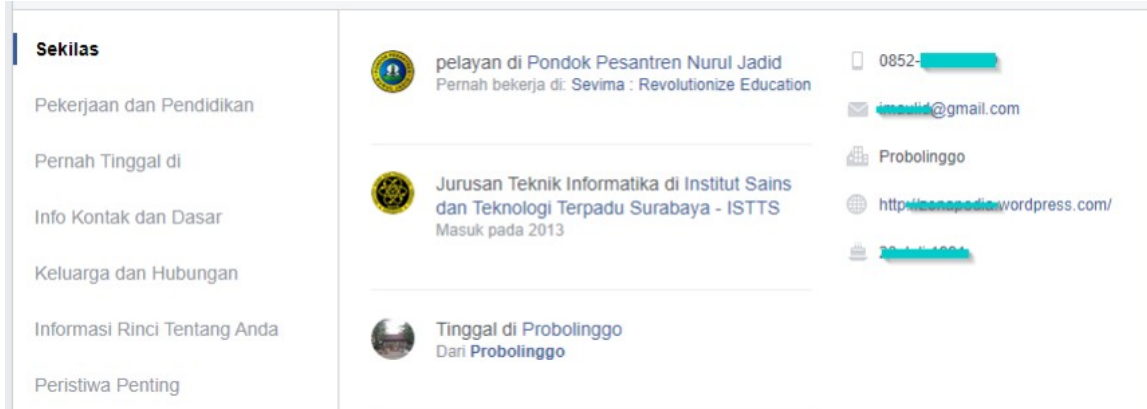 Sekilas
Pekerjaan dan Pendidikan
Pernah Tinggal di
Info Kontak dan Dasar
Keluarga dan Hubungan
Informasi Rinci Tentang Anda
Peristiwa Penting
pelayan di Pondok Pesantren Nurul Jadid
Pernah bekerja di: Sevima : Revolutionize Education
Jurusan Teknik Informatika di Institut Sains
dan Teknologi Terpadu Surabaya - ISTTS
Masuk pada 2013
Tinggal di Probolinggo
Dari Probolinggo
0852-
@gmail.com
Probolinggo
http wordpress.com/